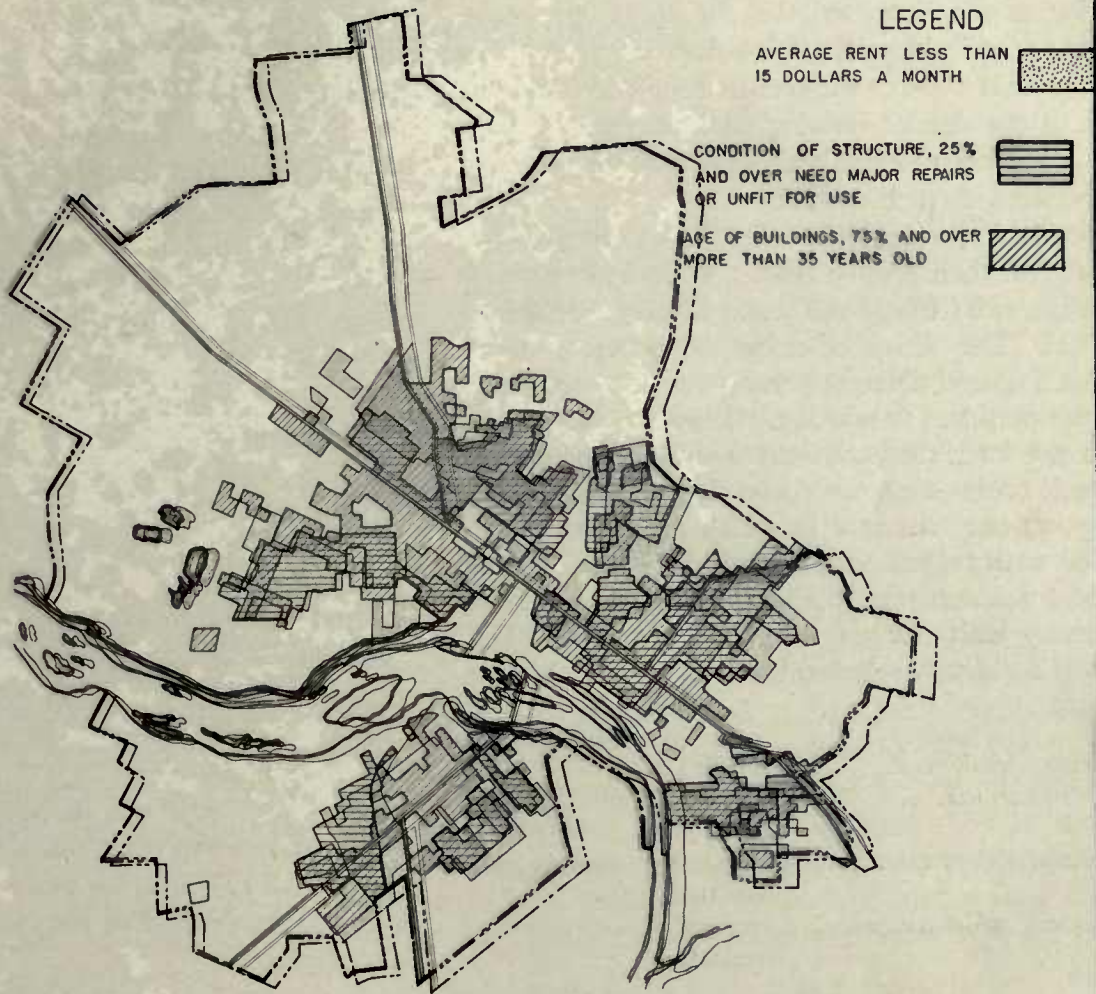 LEGEND
AVERAGE RENT LESS THAN
15 DOLLARS A MONTH
CONDITION OF STRUCTURE, 25%
AND OVER NEED MAJOR REPAIRS
OR UNFIT FOR USE
AGE OF BUILDINGS, 75% AND OVER
MORE THAN 35 YEARS OLD